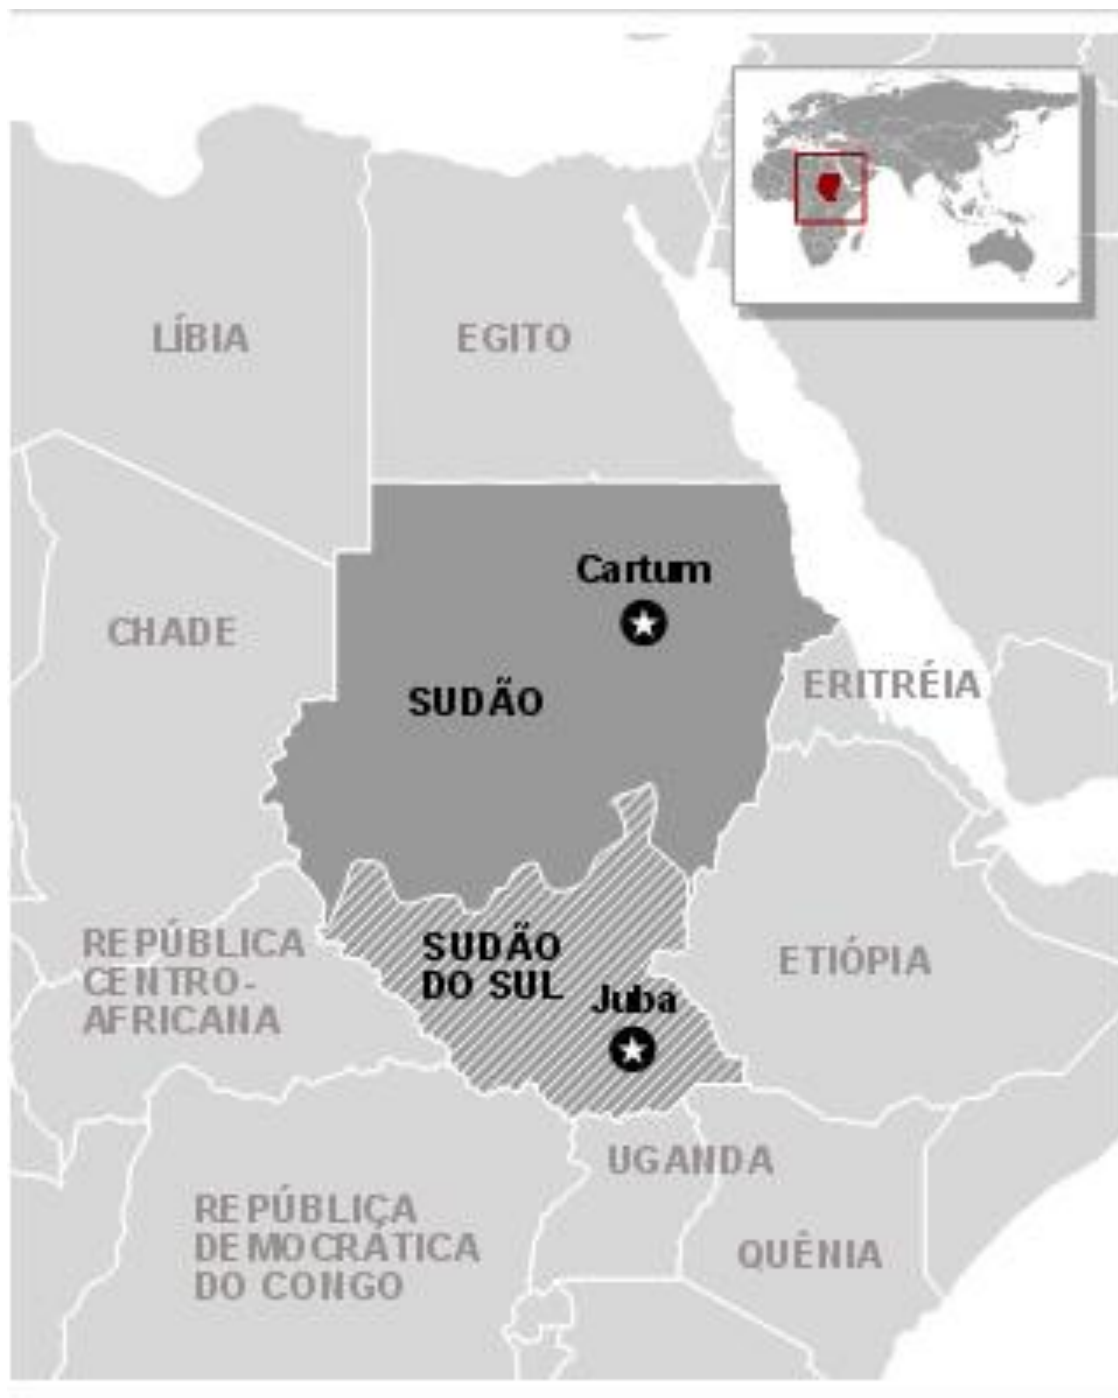 LÍBIA
EGITO
Cartum
CHADE
ERITRÉIA
SUDÃO
REPÚBLICA
CENTRO-
AFRICANA
SUDÃO
DO SUL
Juba
ETIÓPIA
UGANDA
REPÚBLIÇA
DEMOCRÁTICA
DO CONGO
QUÊNIA